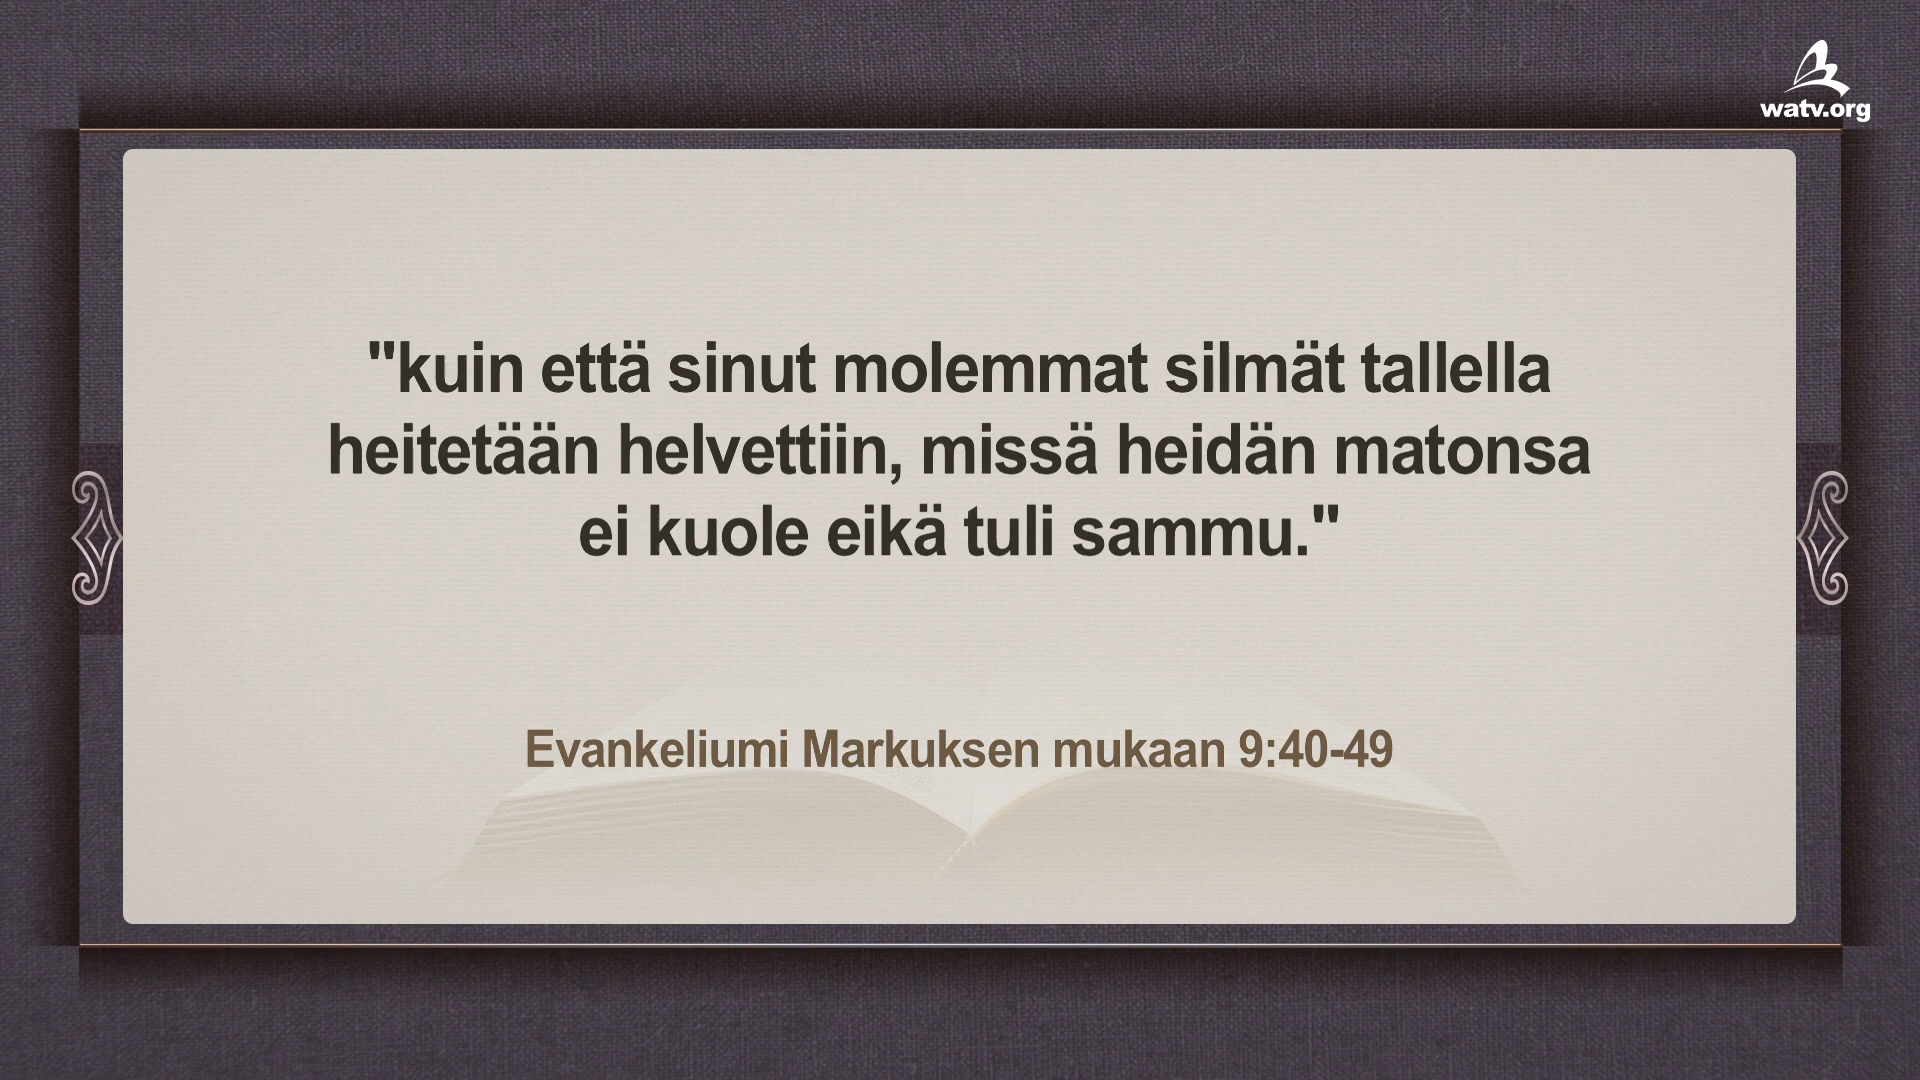 watv.org
"kuin että sinut molemmat silmät tallella
heitetään helvettiin, missä heidän matonsa
ei kuole eikä tuli sammu."
Evankeliumi Markuksen mukaan 9:40-49